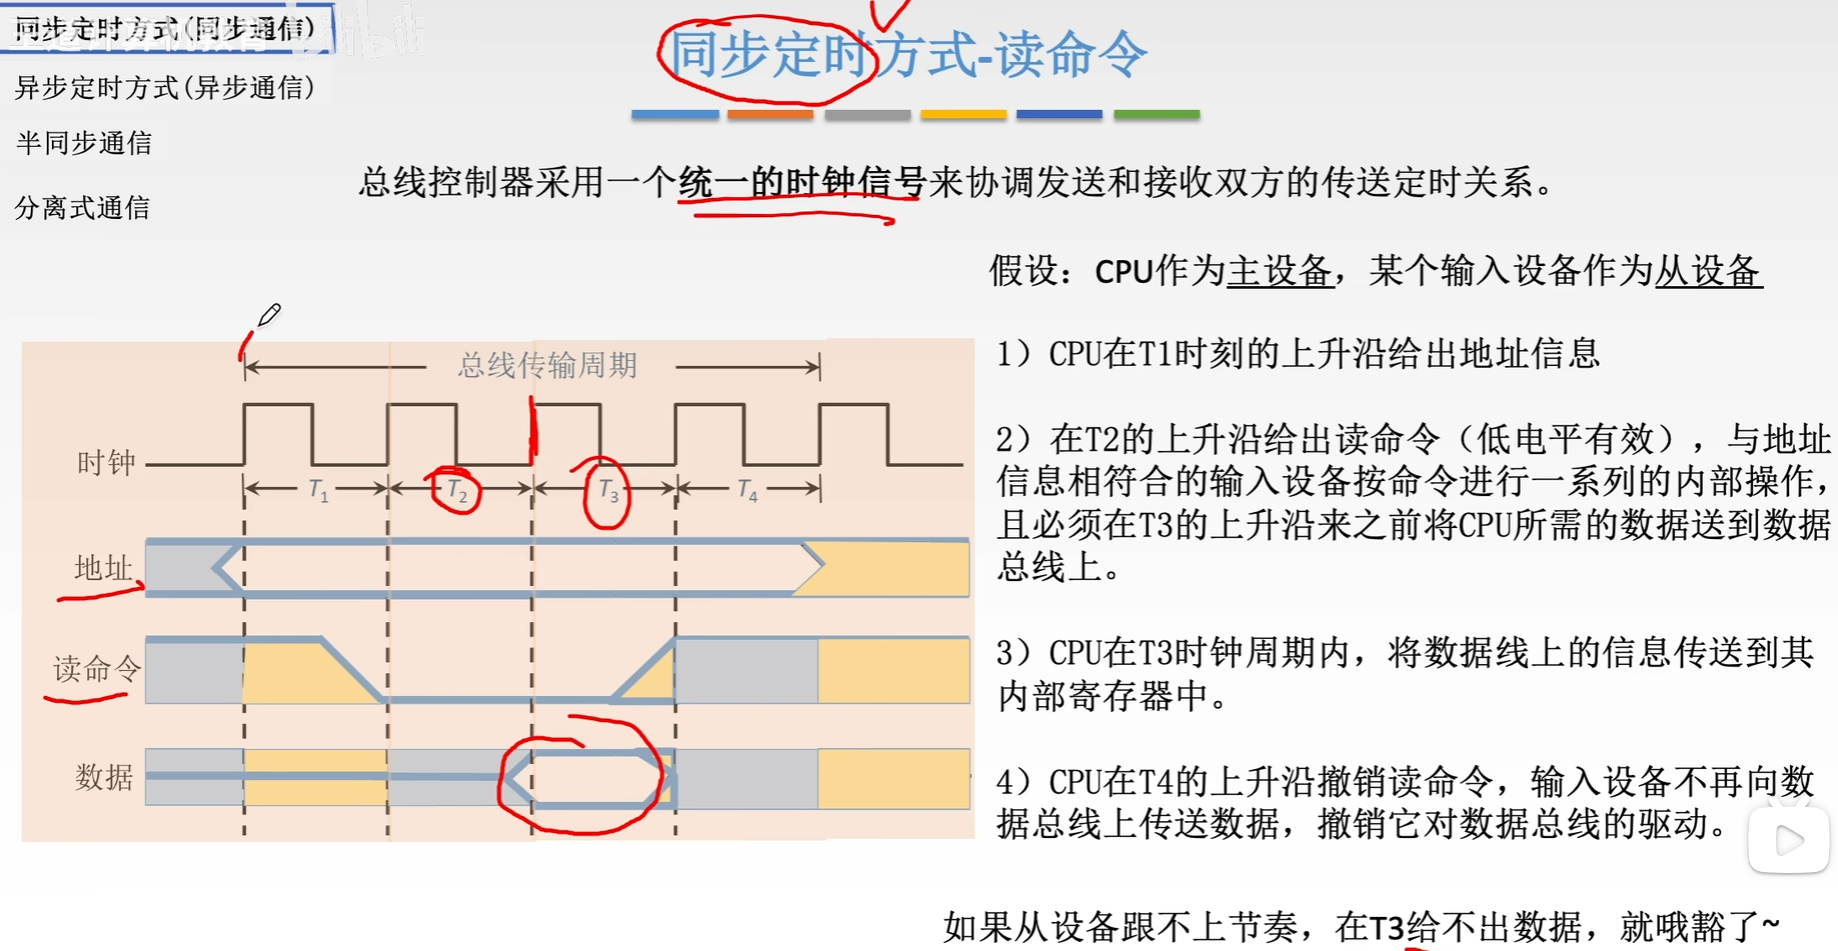 同步定时方式(同步通信)
异步定时方式(异步通信)
半同步通信
分离式通信
同步定时方式-读命令
总线控制器采用一个统一的时钟信号来协调发送和接收双方的传送定时关系。
假设：CPU作为主设备，某个输入设备作为从设备
总线传输周期
时钟
T1 T2 T3 T4
地址
读命令
数据
1）CPU在T1时刻的上升沿给出地址信息
2）在T2的上升沿给出读命令（低电平有效），与地址
信息相符合的输入设备按命令进行一系列的内部操作，
且必须在T3的上升沿来之前将CPU所需的数据送到数据
总线上。
3）CPU在T3时钟周期内，将数据线上的信息传送到其
内部寄存器中。
4）CPU在T4的上升沿撤销读命令，输入设备不再向数
据总线上传送数据，撤销它对数据总线的驱动。
如果从设备跟不上节奏，在T3给不出数据，就哦豁了~